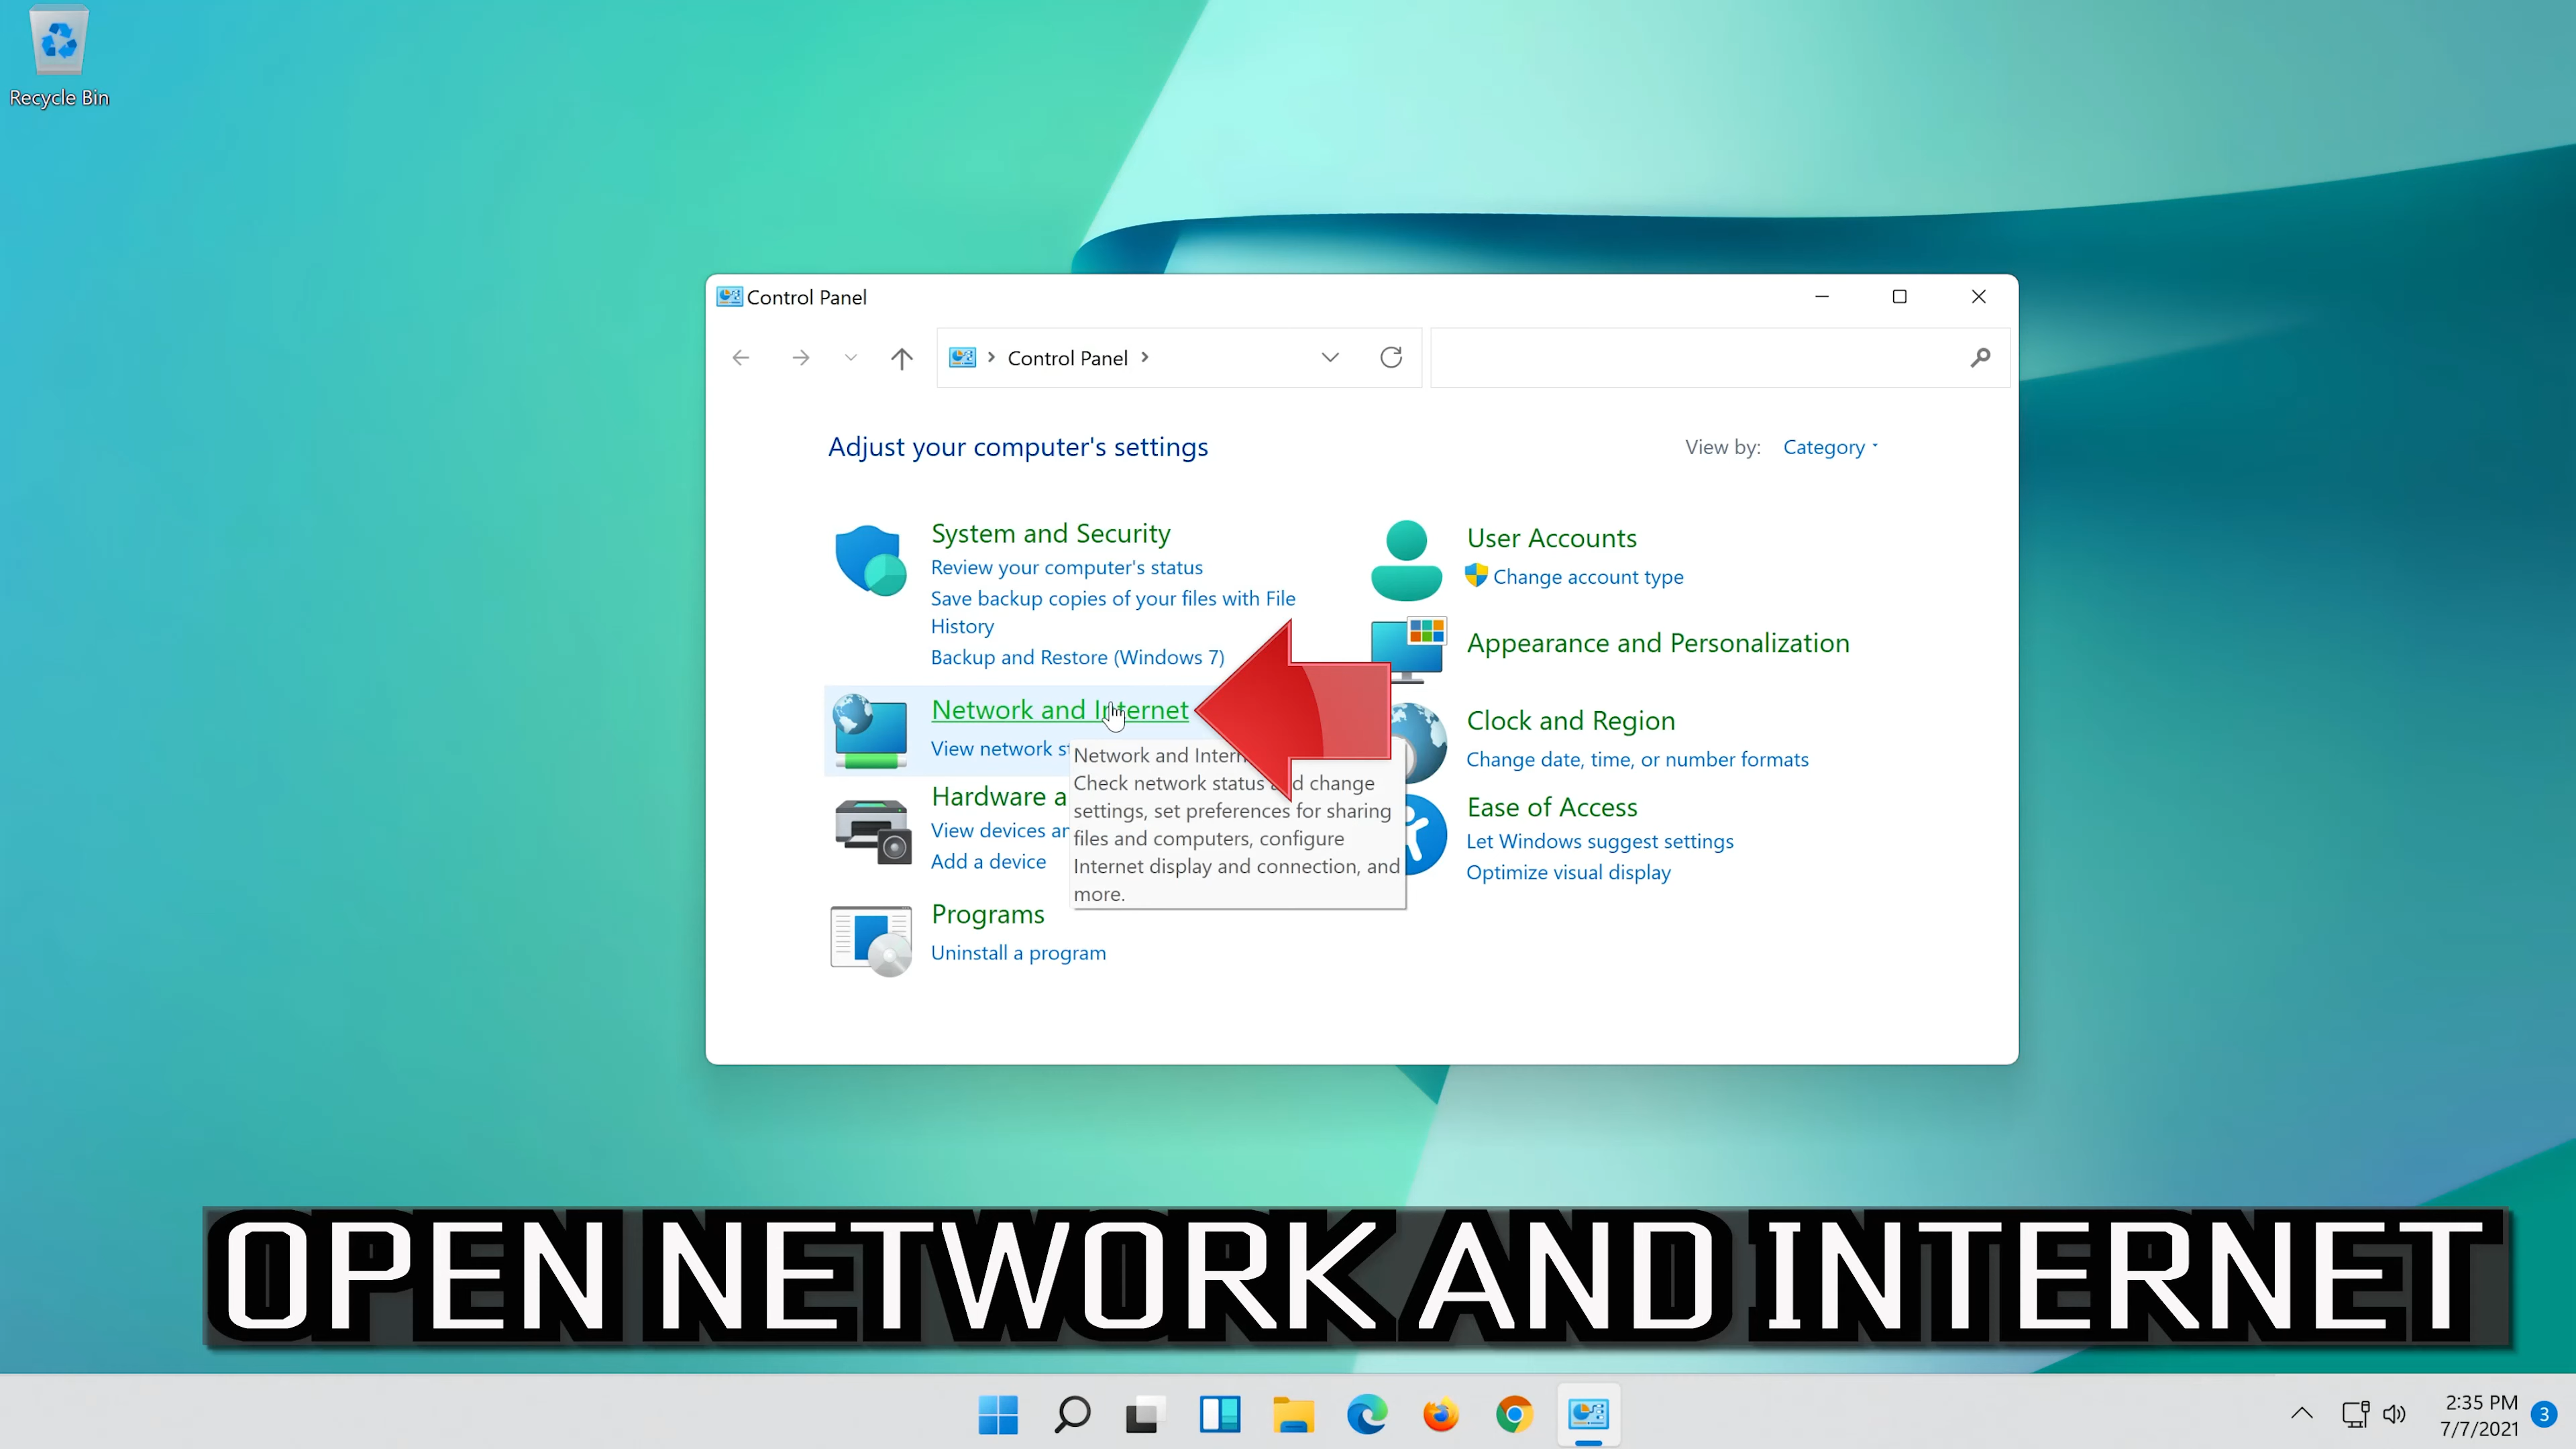 Recycle Bin
Control Panel
Control Panel
Adjust your computer's settings
View by: Category
System and Security
Review your computer's status
Save backup copies of your files with File
History
Backup and Restore (Windows 7)
Network and Internet
View network
Network and
Check network status and change
settings, set preferences for sharing
files and computers, configure
Internet display and connection, and
more.
Hardware
View devices
Add a device
Programs
Uninstall a program
User Accounts
Change account type
Appearance and Personalization
Clock and Region
Change date, time, or number formats
Ease of Access
Let Windows suggest settings
Optimize visual display
OPEN NETWORK AND INTERNET
2:35 PM
7/7/2021
3